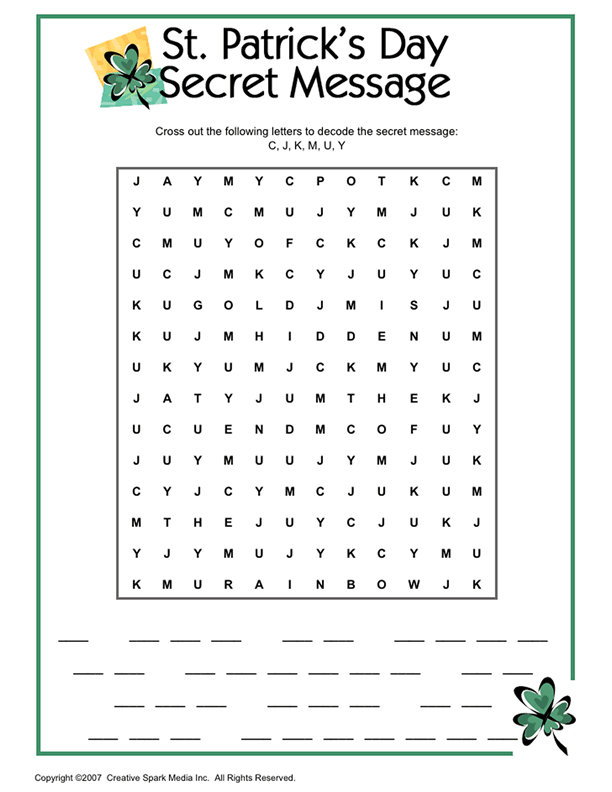 St. Patrick's Day
Secret Message
Cross out the following letters to decode the secret message:
C, J, K, M, U, Y
J A Y M Y C P O T K C M
Y U M C M U J Y M J U K
C M U Y O F C K C K J M
U C J M K C Y J U Y U C
K U G O L D J M I S J U
K U J M H I D D E N U M
U K Y U M J C K M Y U C
J A T Y J U M T H E K J
U C U E N D M C O F U Y
J U Y M U U J Y M J U K
C Y J C Y M C J U K U M
M T H E J U Y C J U K J
Y J Y M U J Y K C Y M U
K M U R A I N B O W J K
Copyright ©2007 Creative Spark Media Inc. All Rights Reserved.